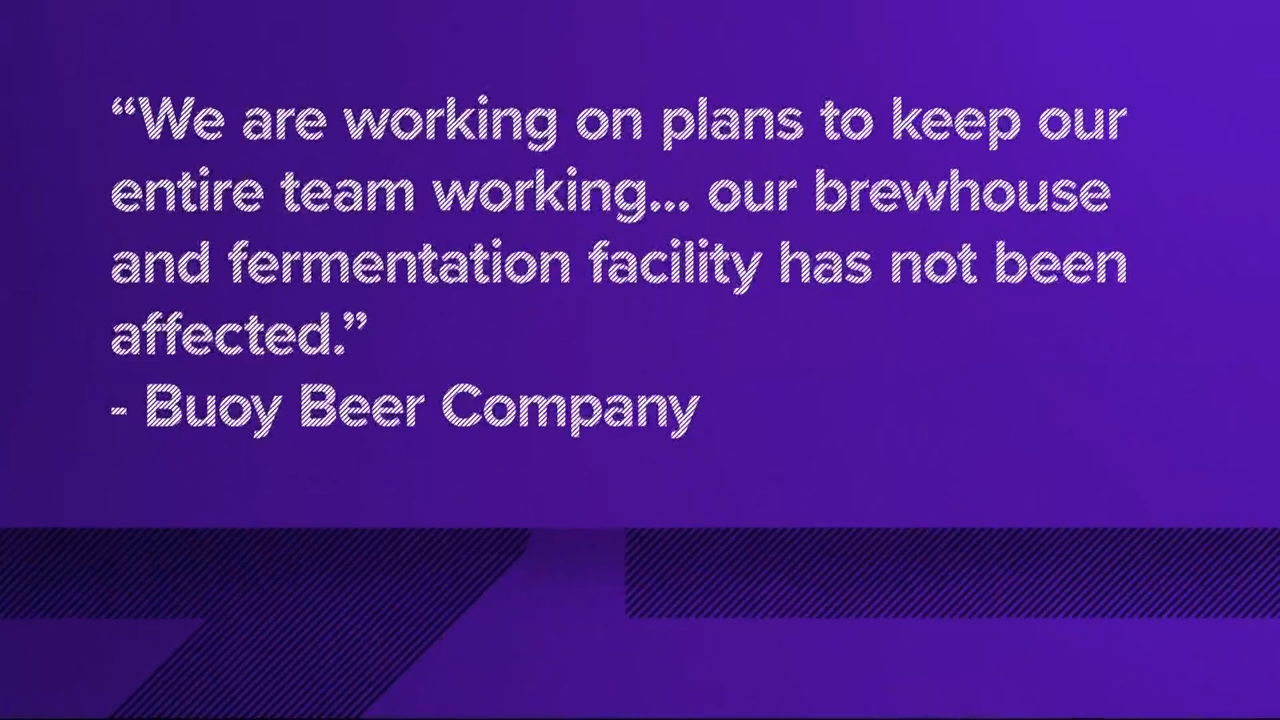 “We are working on plans to keep our
entire team working... our brewhouse
and fermentation facility has not been
affected.”
- Buoy Beer Company